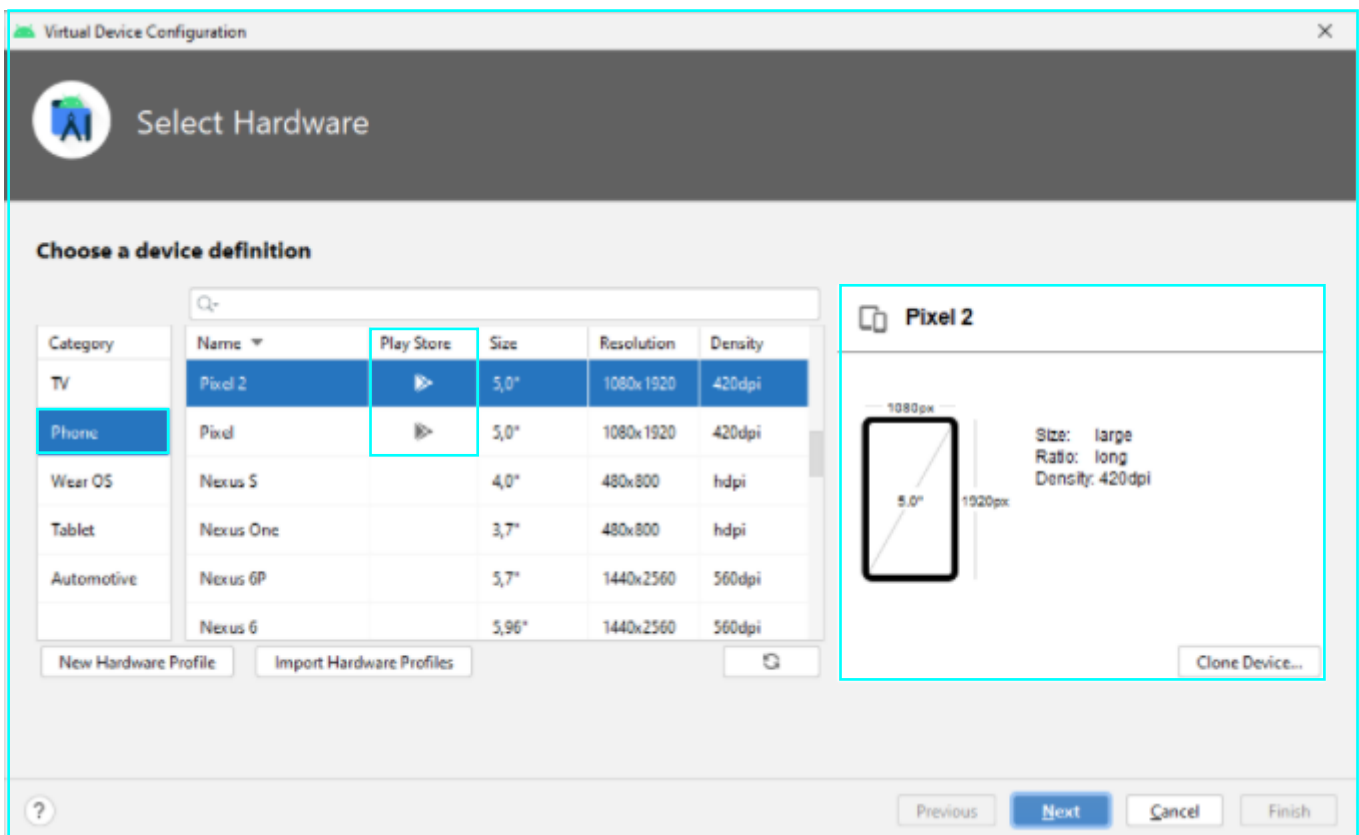 Virtual Device Configuration
Select Hardware
Choose a device definition
Category Name Play Store Size Resolution Density
TV Pixel 2 5,0" 1080x1920 420dpi
Phone Pixel 5,0" 1080x1920 420dpi
Wear OS Nexus S 4,0" 480x800 hdpi
Tablet Nexus One 3,7" 480x800 hdpi
Automotive Nexus 6P 5,7" 1440x2560 560dpi
Nexus 6 5,96" 1440x2560 560dpi
New Hardware Profile Import Hardware Profiles
Pixel 2
1080px
Size: large
Ratio: long
Density: 420dpi
5.0" 1920px
Clone Device...
? Previous Next Cancel Finish